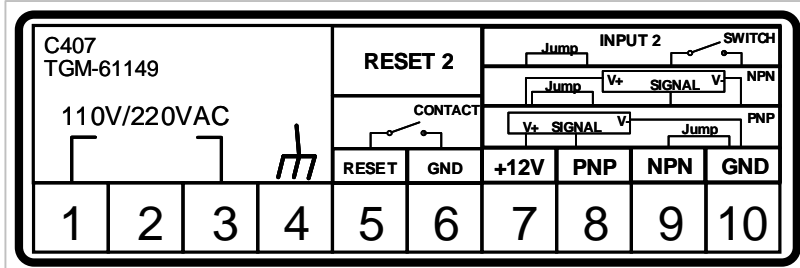 C407
TGM-61149
110V/220VAC
RESET 2
CONTACT
Jump INPUT 2 SWITCH
Jump V+ SIGNAL V- NPN
V+ SIGNAL V- Jump PNP
RESET GND +12V PNP NPN GND
1 2 3 4 5 6 7 8 9 10